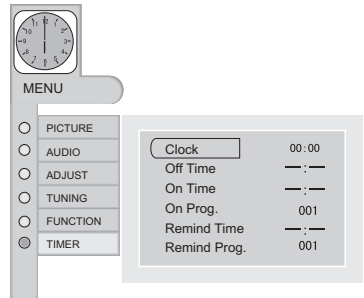 MENU
PICTURE
AUDIO
ADJUST
TUNING
FUNCTION
TIMER
Clock 00:00
Off Time --:--
On Time --:--
On Prog. 001
Remind Time --:--
Remind Prog. 001